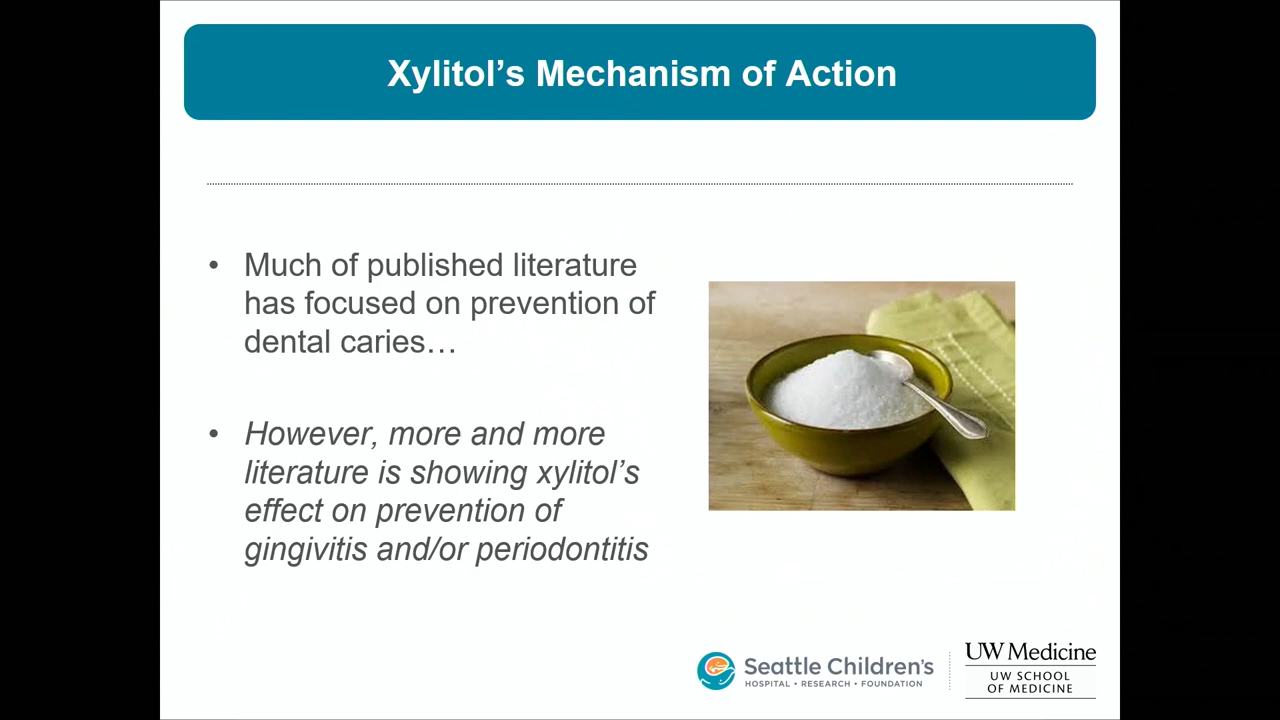 Xylitol’s Mechanism of Action
• Much of published literature
has focused on prevention of
dental caries…
• However, more and more
literature is showing xylitol’s
effect on prevention of
gingivitis and/or periodontitis
Seattle Children’s
HOSPITAL • RESEARCH • FOUNDATION
UW Medicine
UW SCHOOL
OF MEDICINE